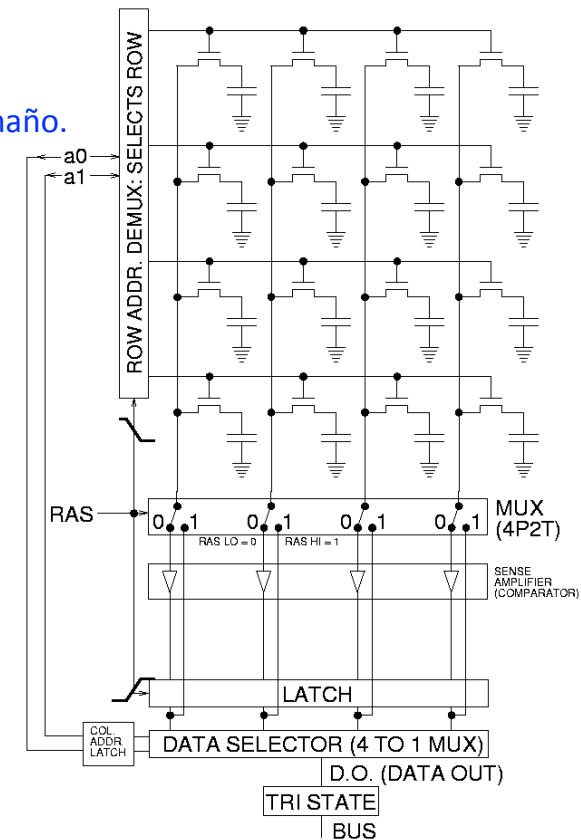 maño.
a0
a1
ROW ADDR. DEMUX: SELECTS ROW
RAS
0 1 0 1 0 1 0 1
RAS LO = 0 RAS HI = 1
MUX
(4P2T)
SENSE
AMPLIFIER
(COMPARATOR)
LATCH
COL.
ADDR.
LATCH
DATA SELECTOR (4 TO 1 MUX)
D.O. (DATA OUT)
TRI STATE
BUS